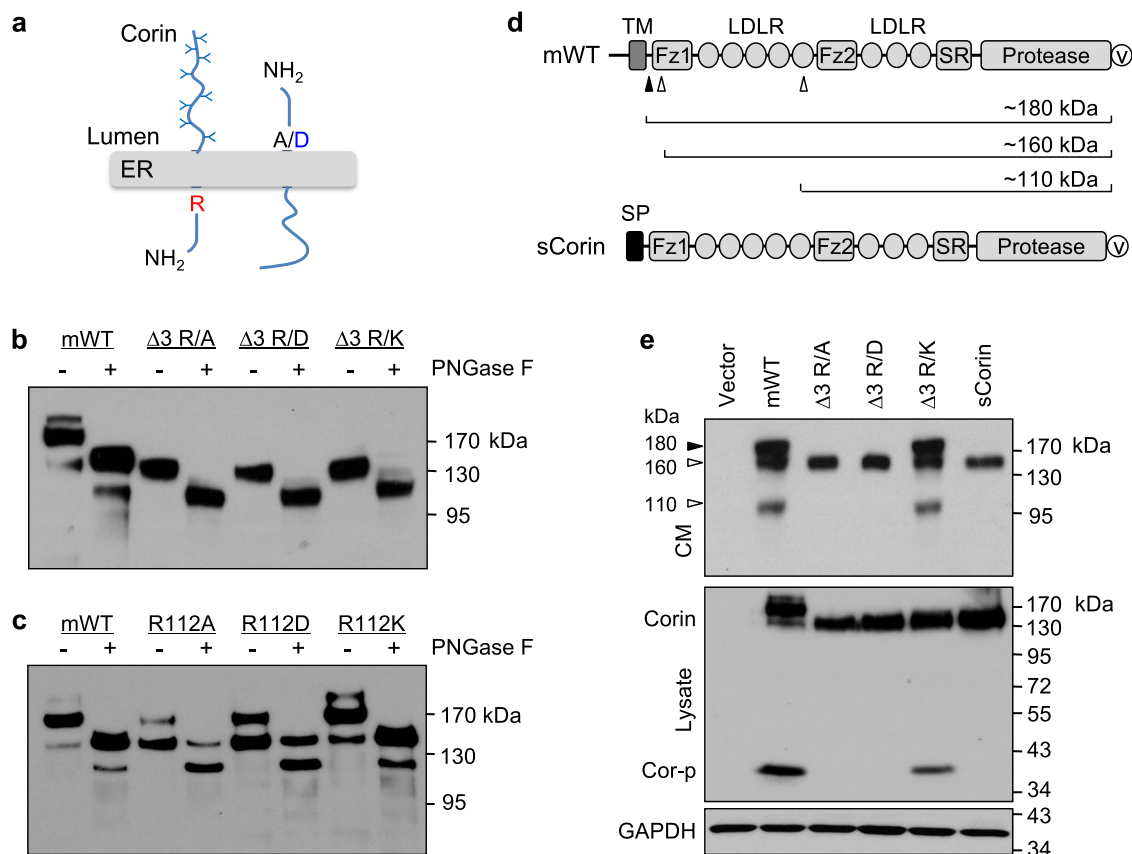 a
Corin
NH2
Lumen
A/D
ER
R
NH2
b
mWT Δ3 R/A Δ3 R/D Δ3 R/K
- + - + - + - + PNGase F
170 kDa
130
95
c
mWT R112A R112D R112K
- + - + - + - + PNGase F
170 kDa
130
95
d
TM LDLR LDLR
mWT Fz1 Fz2 SR Protease V
~180 kDa
~160 kDa
~110 kDa
SP
sCorin Fz1 Fz2 SR Protease V
e
Vector mWT Δ3 R/A Δ3 R/D Δ3 R/K sCorin
kDa
180
160
110
CM
170 kDa
130
95
Corin
Lysate
Cor-p
170 kDa
130
95
72
55
43
34
GAPDH
43
34